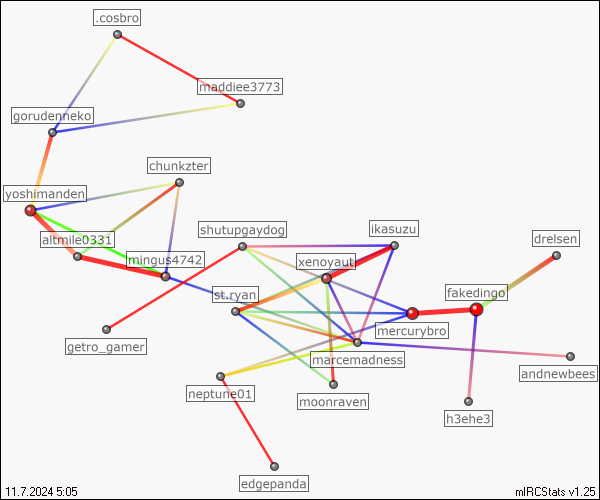 .cosbro
maddiee3773
gorudenneko
chunkzter
yoshimanden
altmile0331
shutupgaydog
ikasuzu
drelsen
mingus4742
xenoyaut
st.ryan
fakedingo
mercurybro
getro_gamer
marcemadness
andnewbees
neptune01
moonraven
h3ehe3
edgepanda
11.7.2024 5:05
mIRCStats v1.25